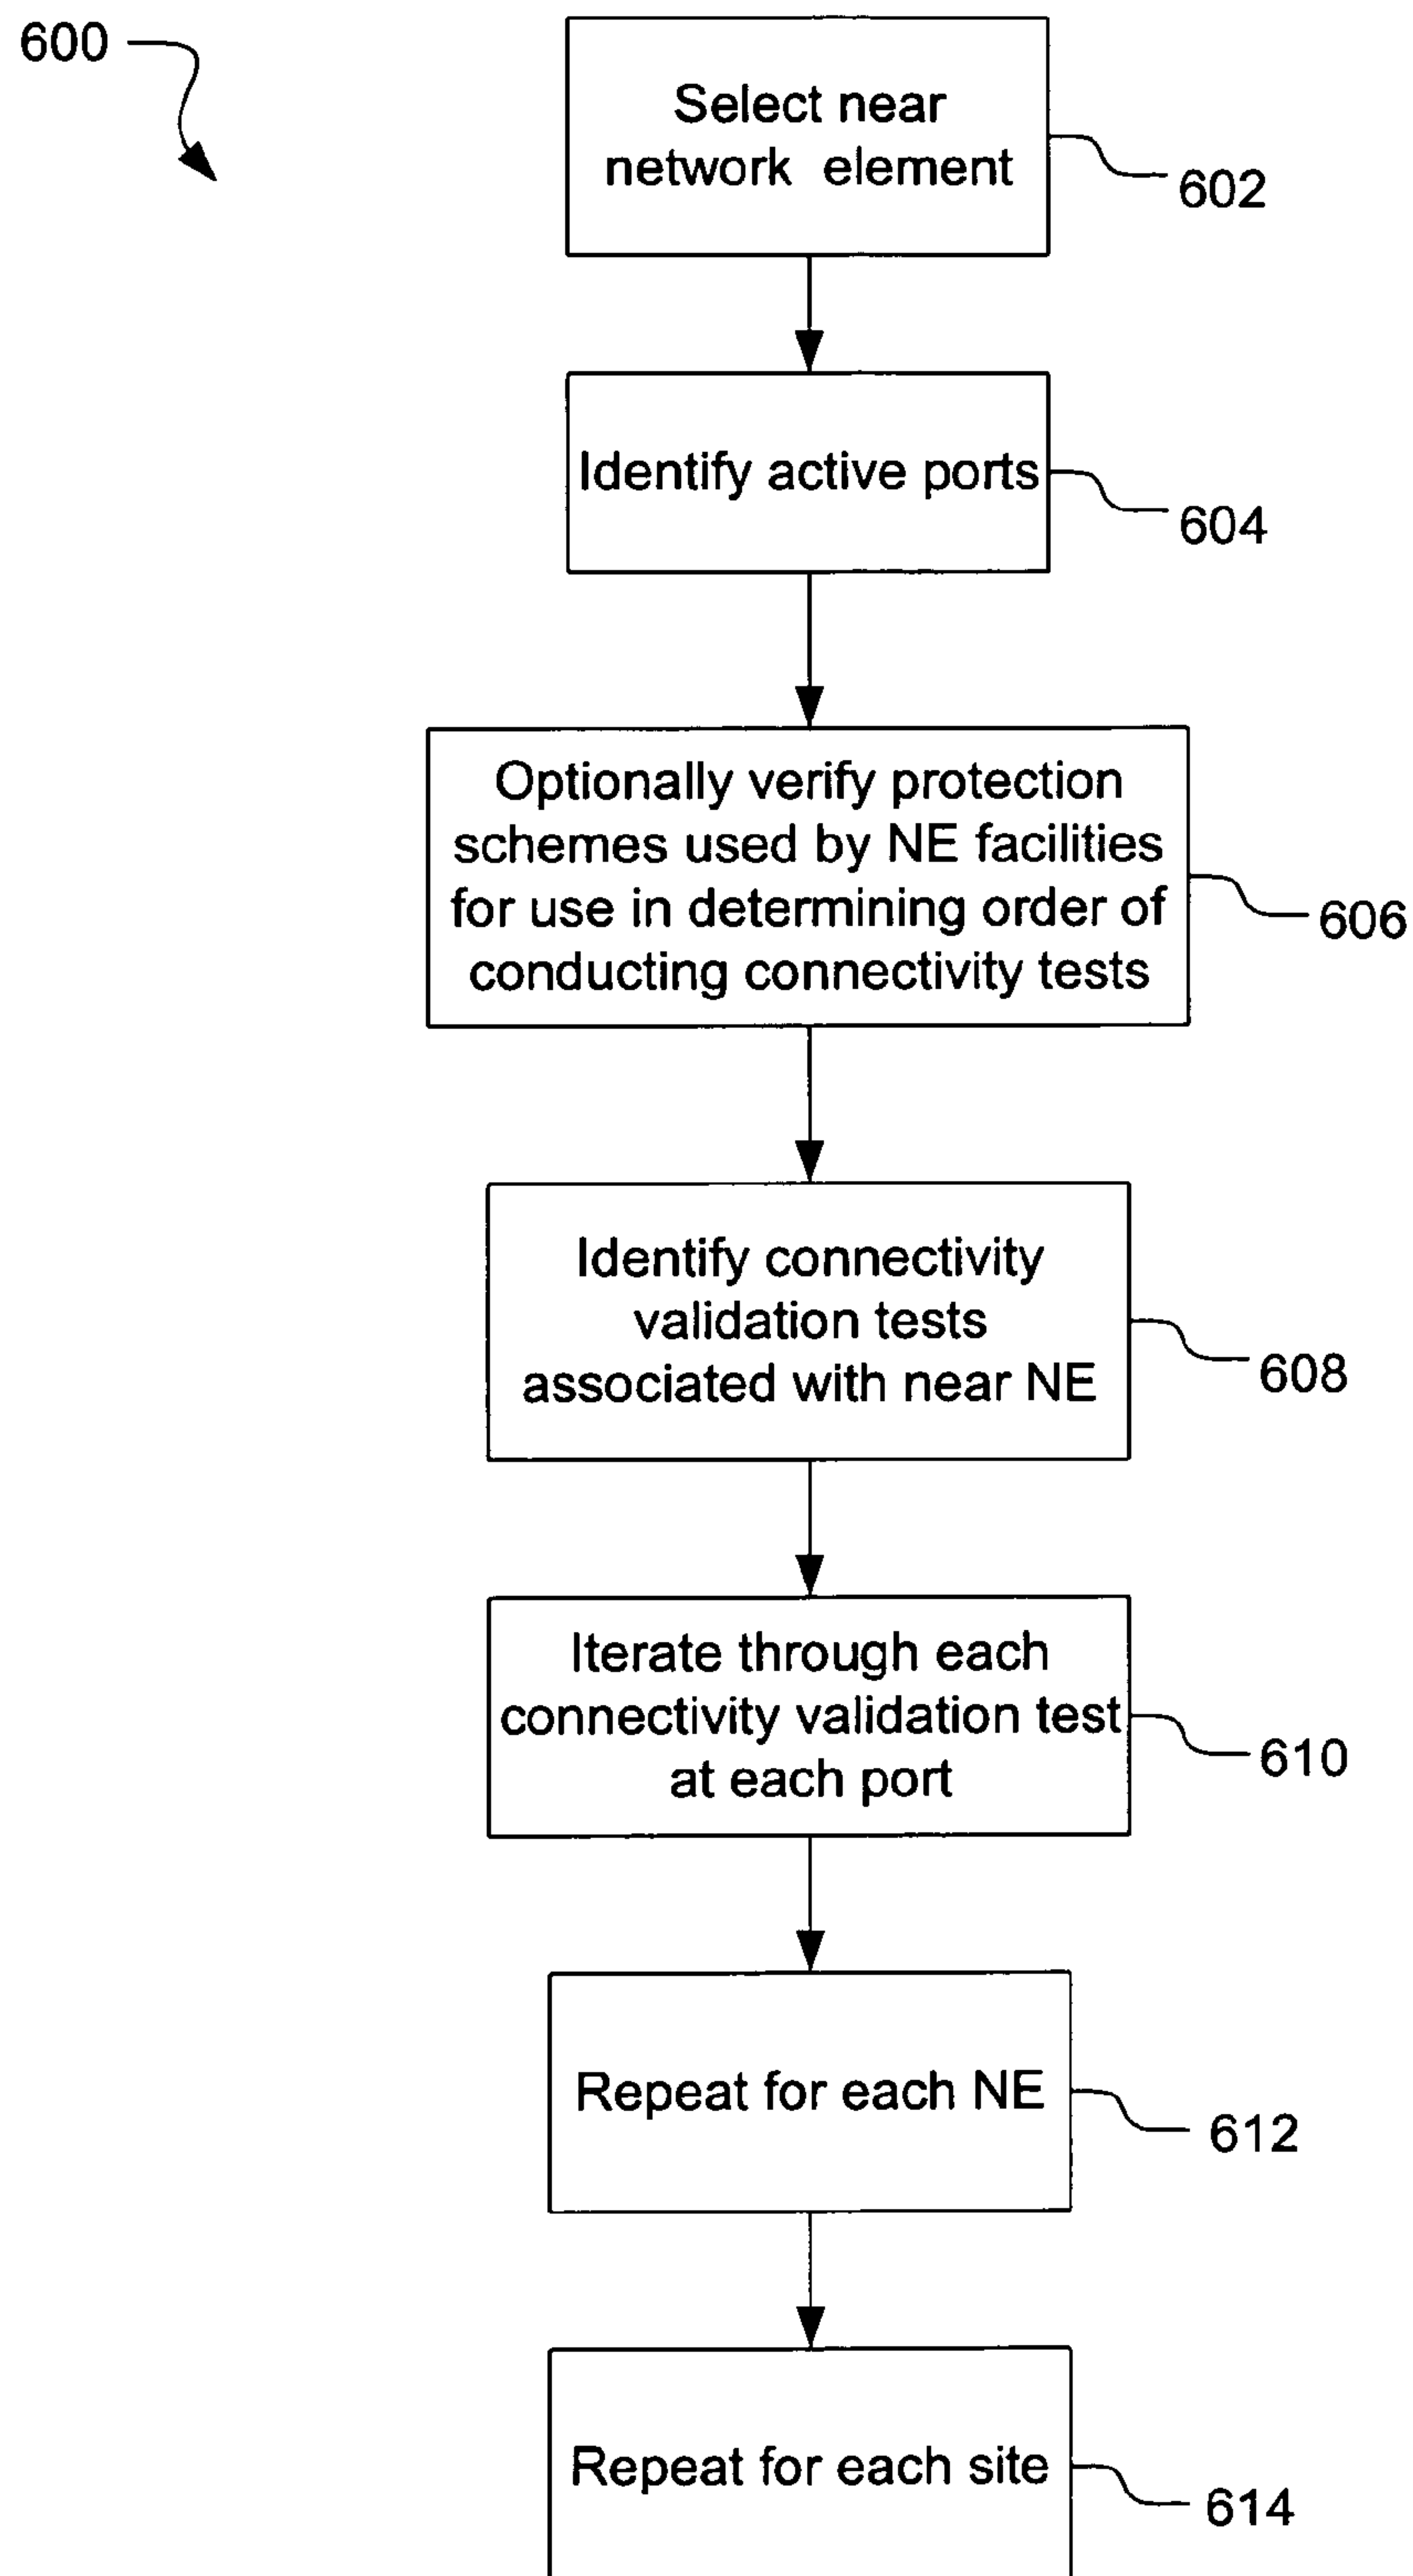 600
Select near
network element
602
Identify active ports
604
Optionally verify protection
schemes used by NE facilities
for use in determining order of
conducting connectivity tests
606
Identify connectivity
validation tests
associated with near NE
608
Iterate through each
connectivity validation test
at each port
610
Repeat for each NE
612
Repeat for each site
614